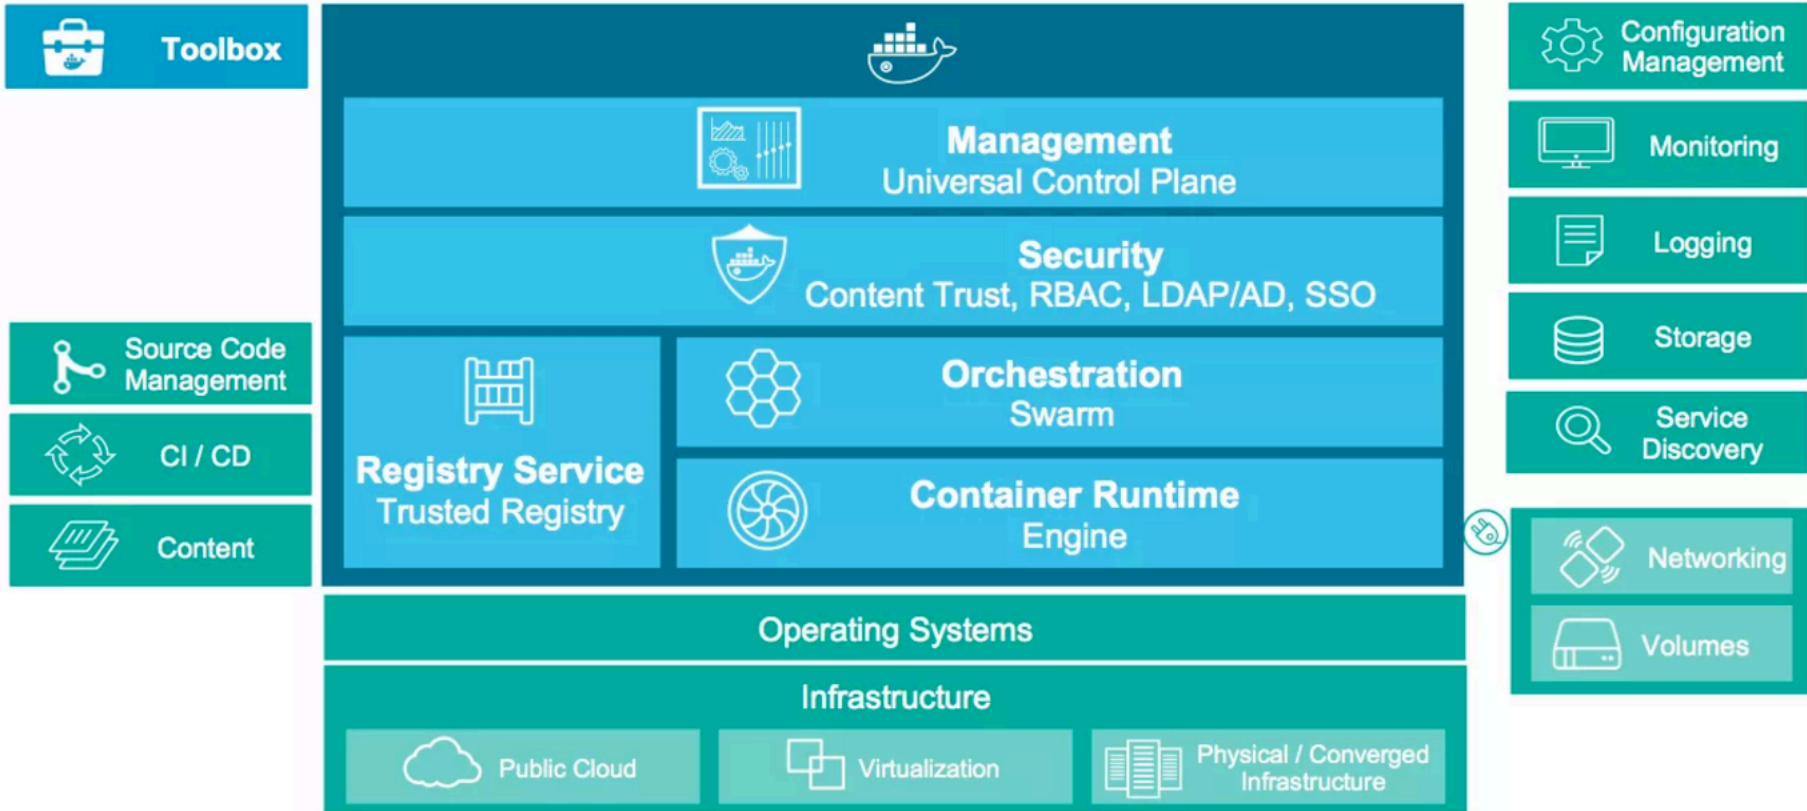 Toolbox
Source Code
Management
CI / CD
Content
Management
Universal Control Plane
Security
Content Trust, RBAC, LDAP/AD, SSO
Registry Service
Trusted Registry
Orchestration
Swarm
Container Runtime
Engine
Operating Systems
Infrastructure
Public Cloud
Virtualization
Physical / Converged
Infrastructure
Configuration
Management
Monitoring
Logging
Storage
Service
Discovery
Networking
Volumes